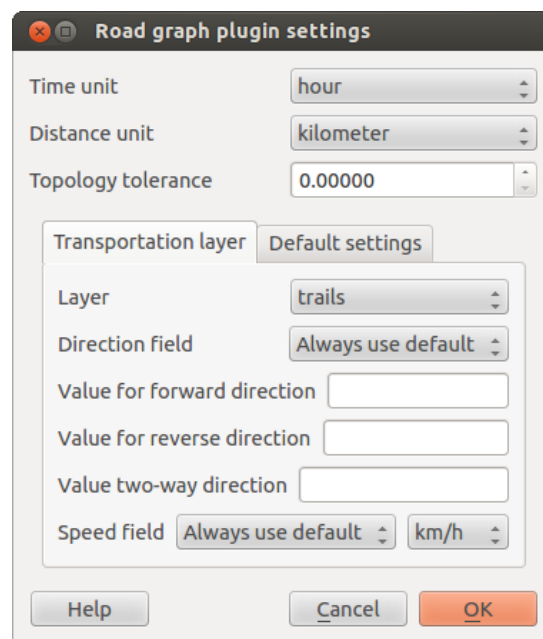 Road graph plugin settings
Time unit hour
Distance unit kilometer
Topology tolerance 0.00000
Transportation layer Default settings
Layer trails
Direction field Always use default
Value for forward direction
Value for reverse direction
Value two-way direction
Speed field Always use default km/h
Help Cancel OK